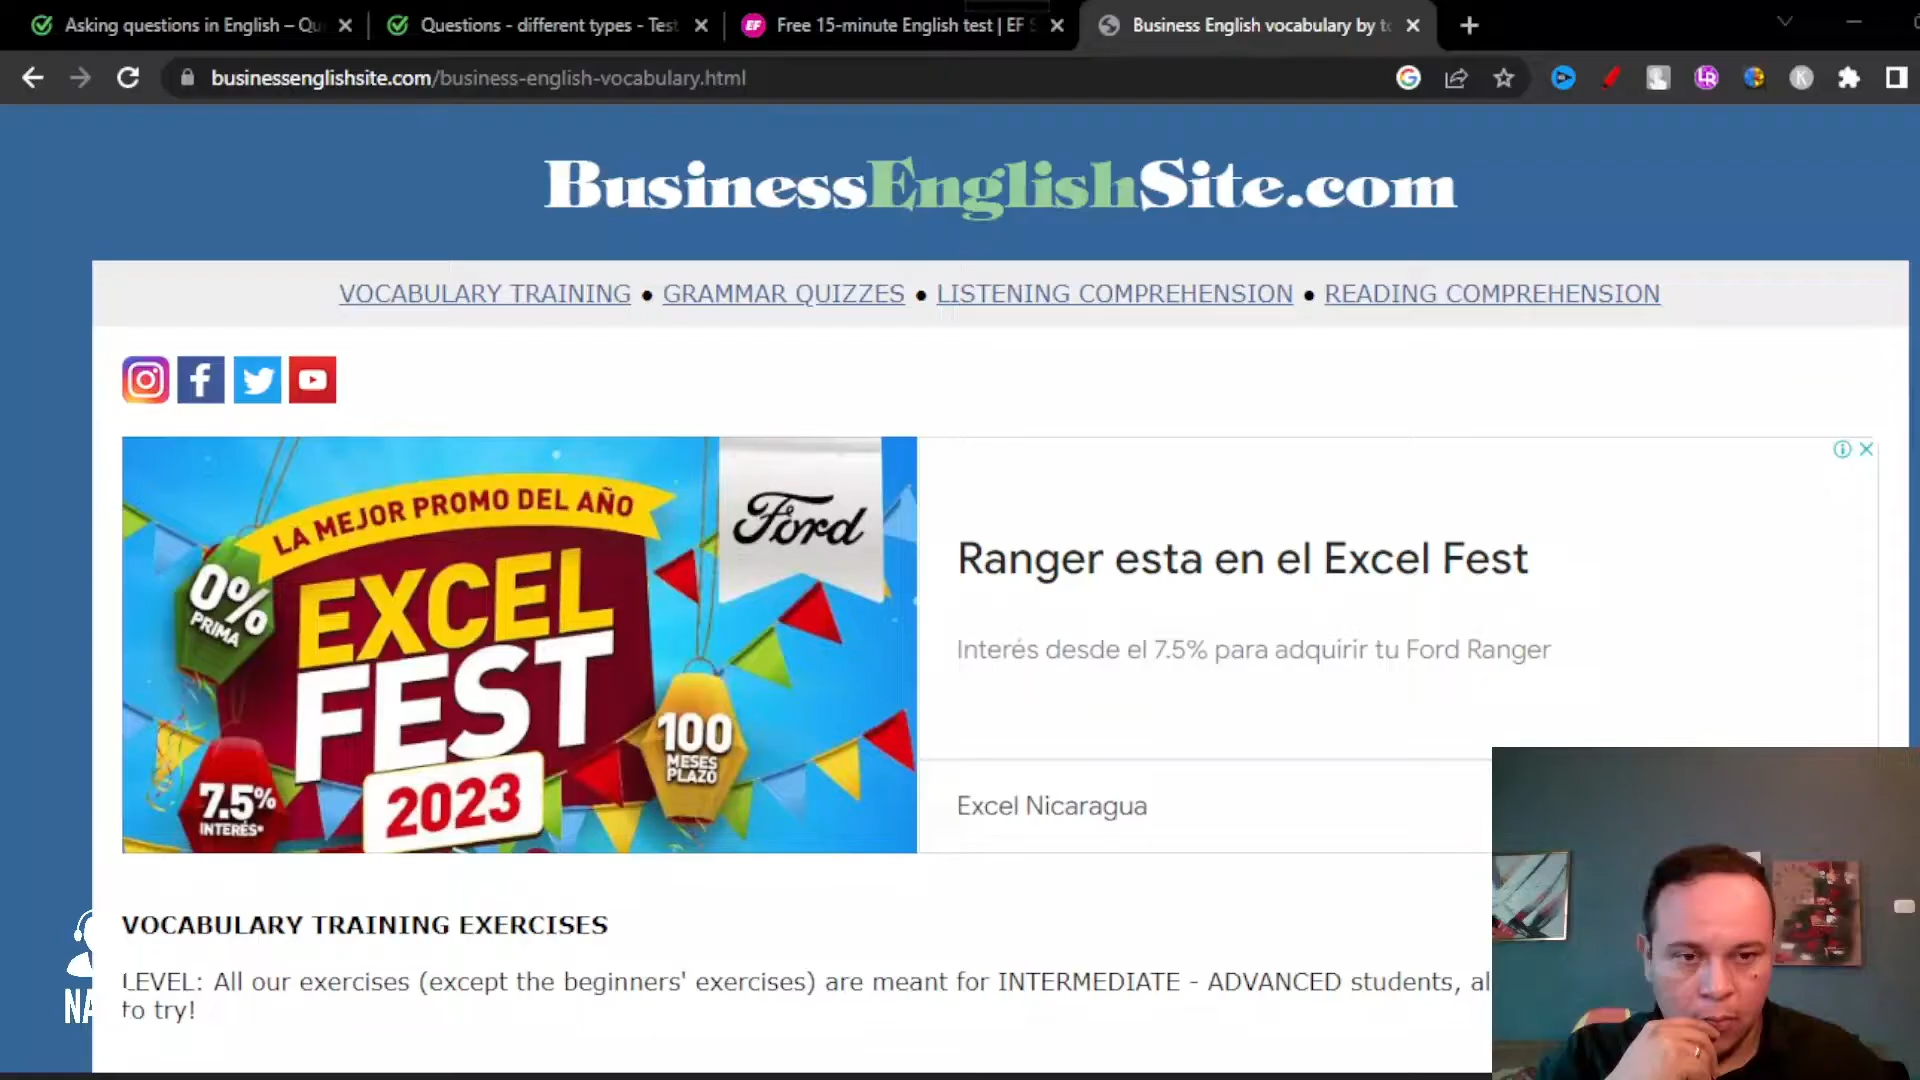 Asking questions in English – Qu
Questions - different types - Test
Free 15-minute English test | EF S
Business English vocabulary by to
businessenglishsite.com/business-english-vocabulary.html
BusinessEnglishSite.com
VOCABULARY TRAINING ● GRAMMAR QUIZZES ● LISTENING COMPREHENSION ● READING COMPREHENSION
LA MEJOR PROMO DEL AÑO
Ford
0%
PRIMA
EXCEL
FEST
2023
100
MESES
PLAZO
7.5%
INTERÉS*
Ranger esta en el Excel Fest
Interés desde el 7.5% para adquirir tu Ford Ranger
Excel Nicaragua
VOCABULARY TRAINING EXERCISES
LEVEL: All our exercises (except the beginners' exercises) are meant for INTERMEDIATE - ADVANCED students, al
to try!